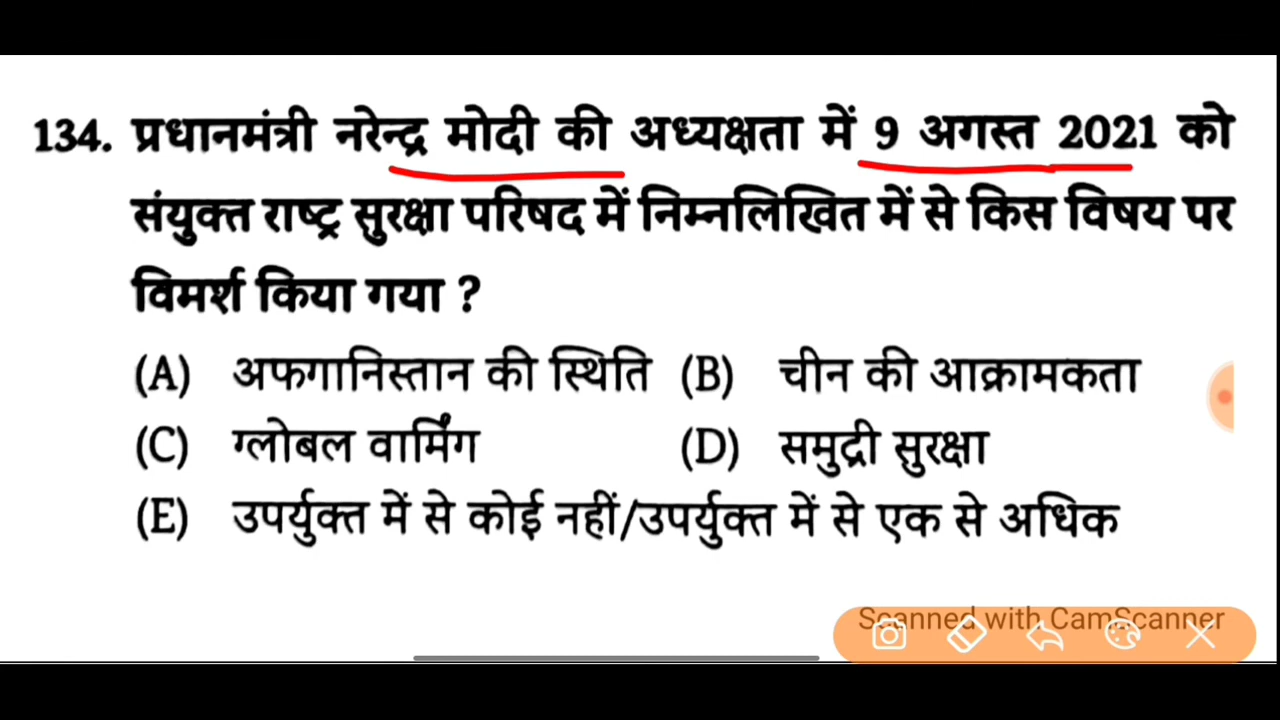 134. प्रधानमंत्री नरेन्द्र मोदी की अध्यक्षता में 9 अगस्त 2021 को
संयुक्त राष्ट्र सुरक्षा परिषद में निम्नलिखित में से किस विषय पर
विमर्श किया गया ?
(A) अफगानिस्तान की स्थिति (B) चीन की आक्रामकता
(C) ग्लोबल वार्मिंग (D) समुद्री सुरक्षा
(E) उपर्युक्त में से कोई नहीं/उपर्युक्त में से एक से अधिक
Scanned with CamScanner